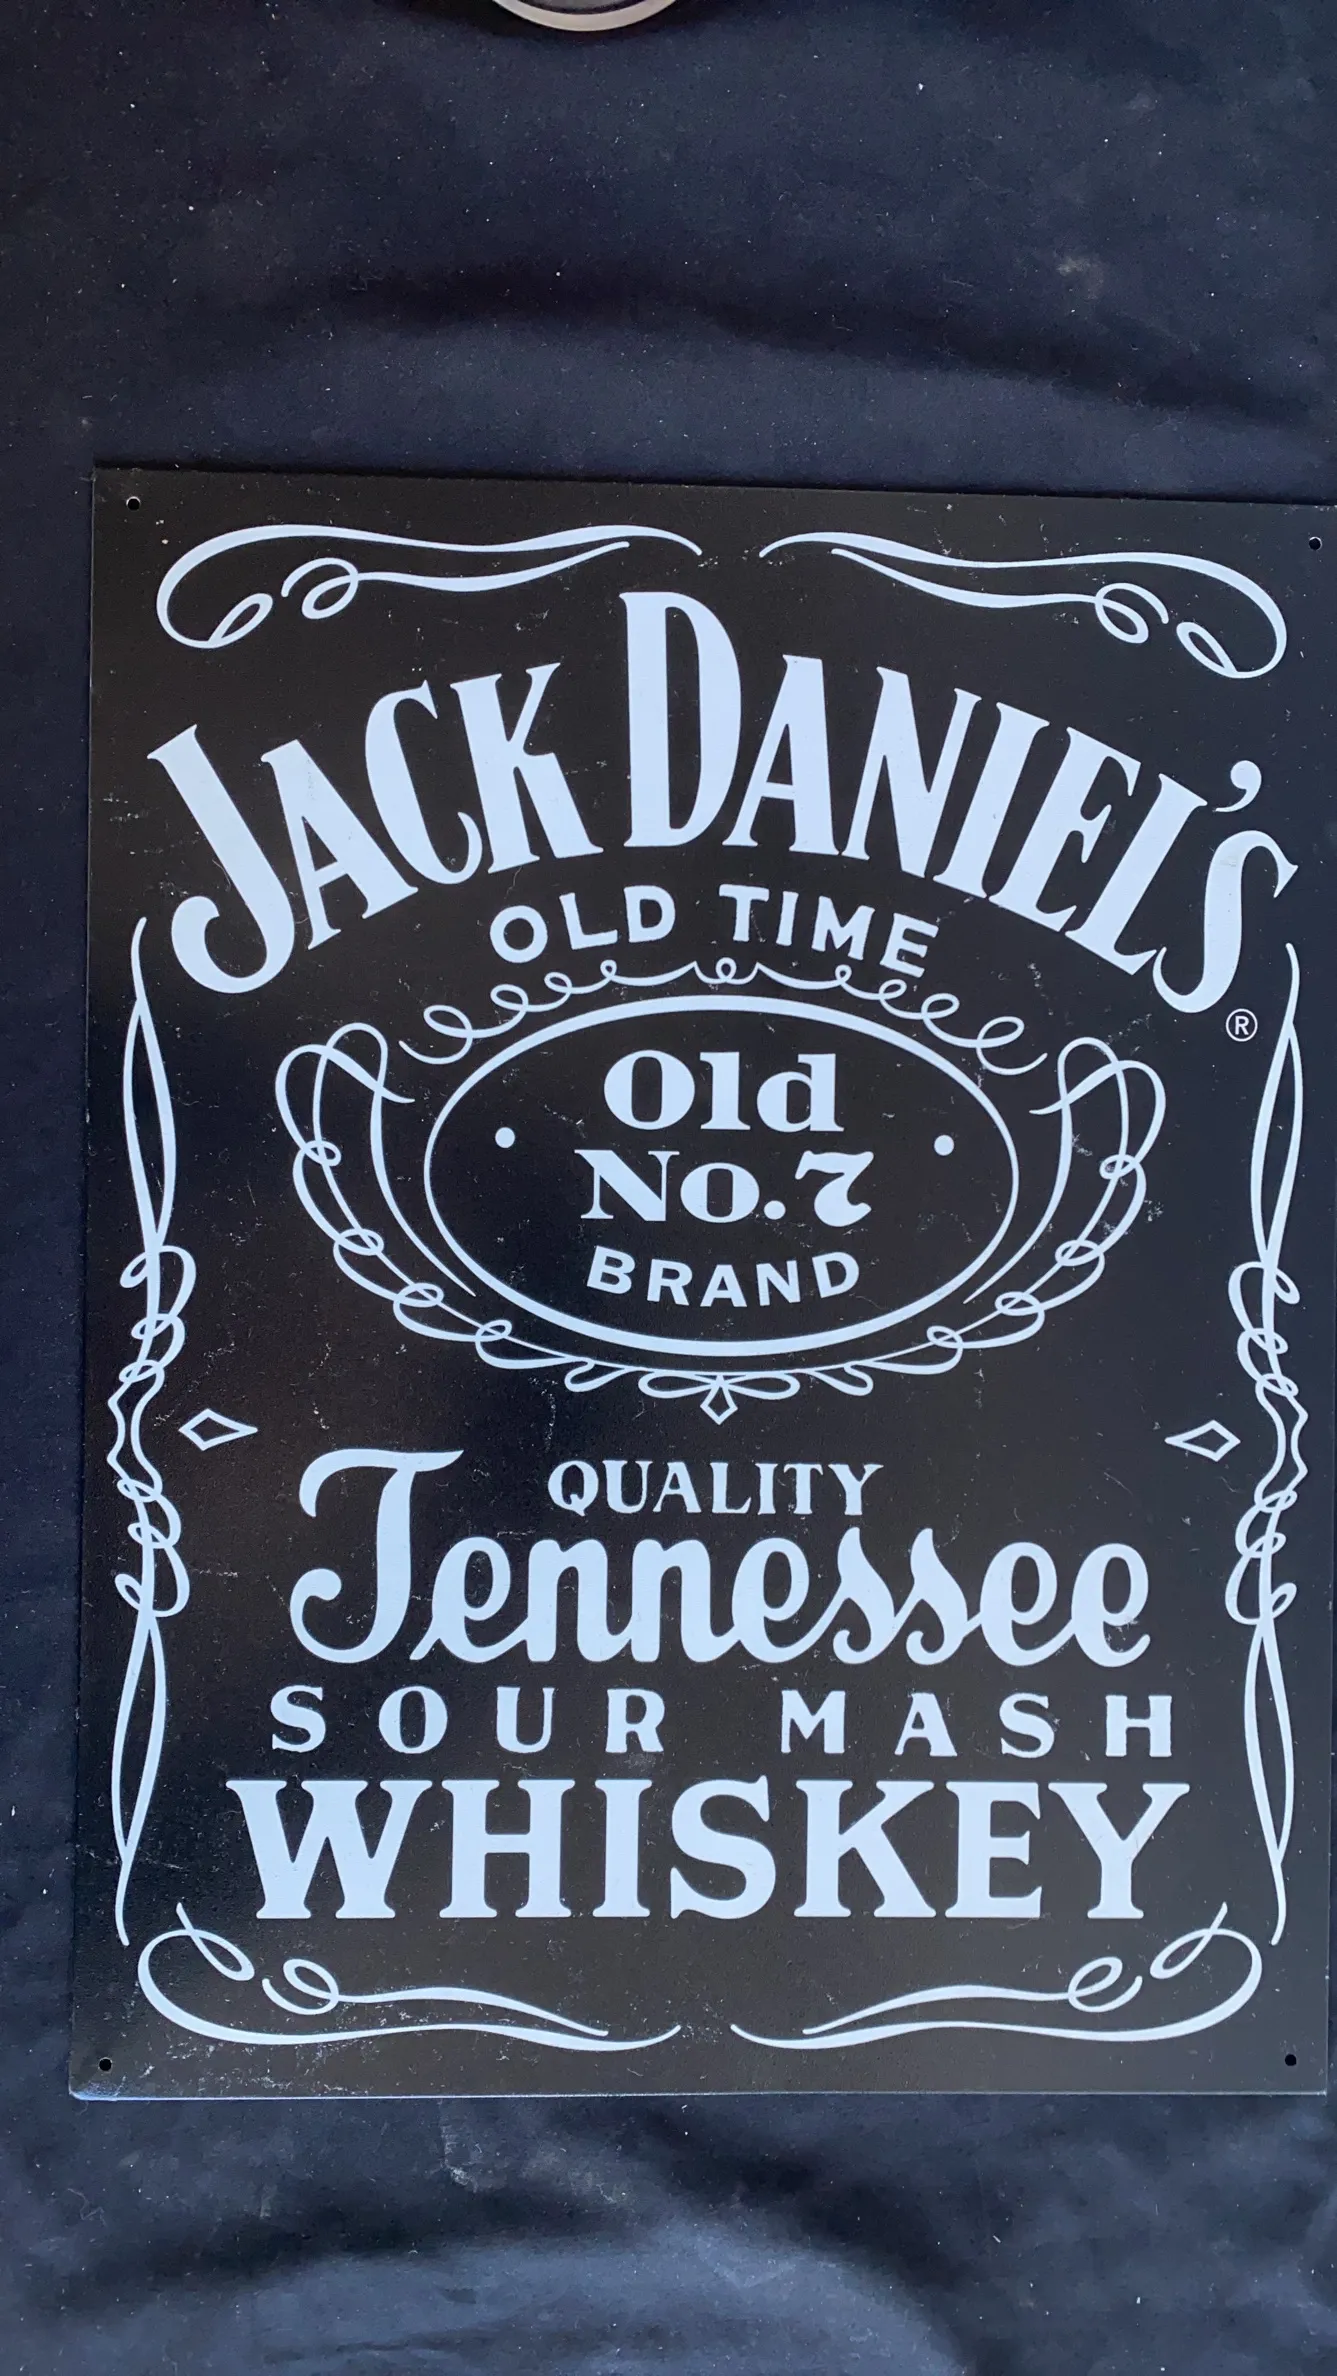 JACK DANIEL'S
®
OLD TIME
Old
No.7
BRAND
QUALITY
Tennessee
SOUR MASH
WHISKEY